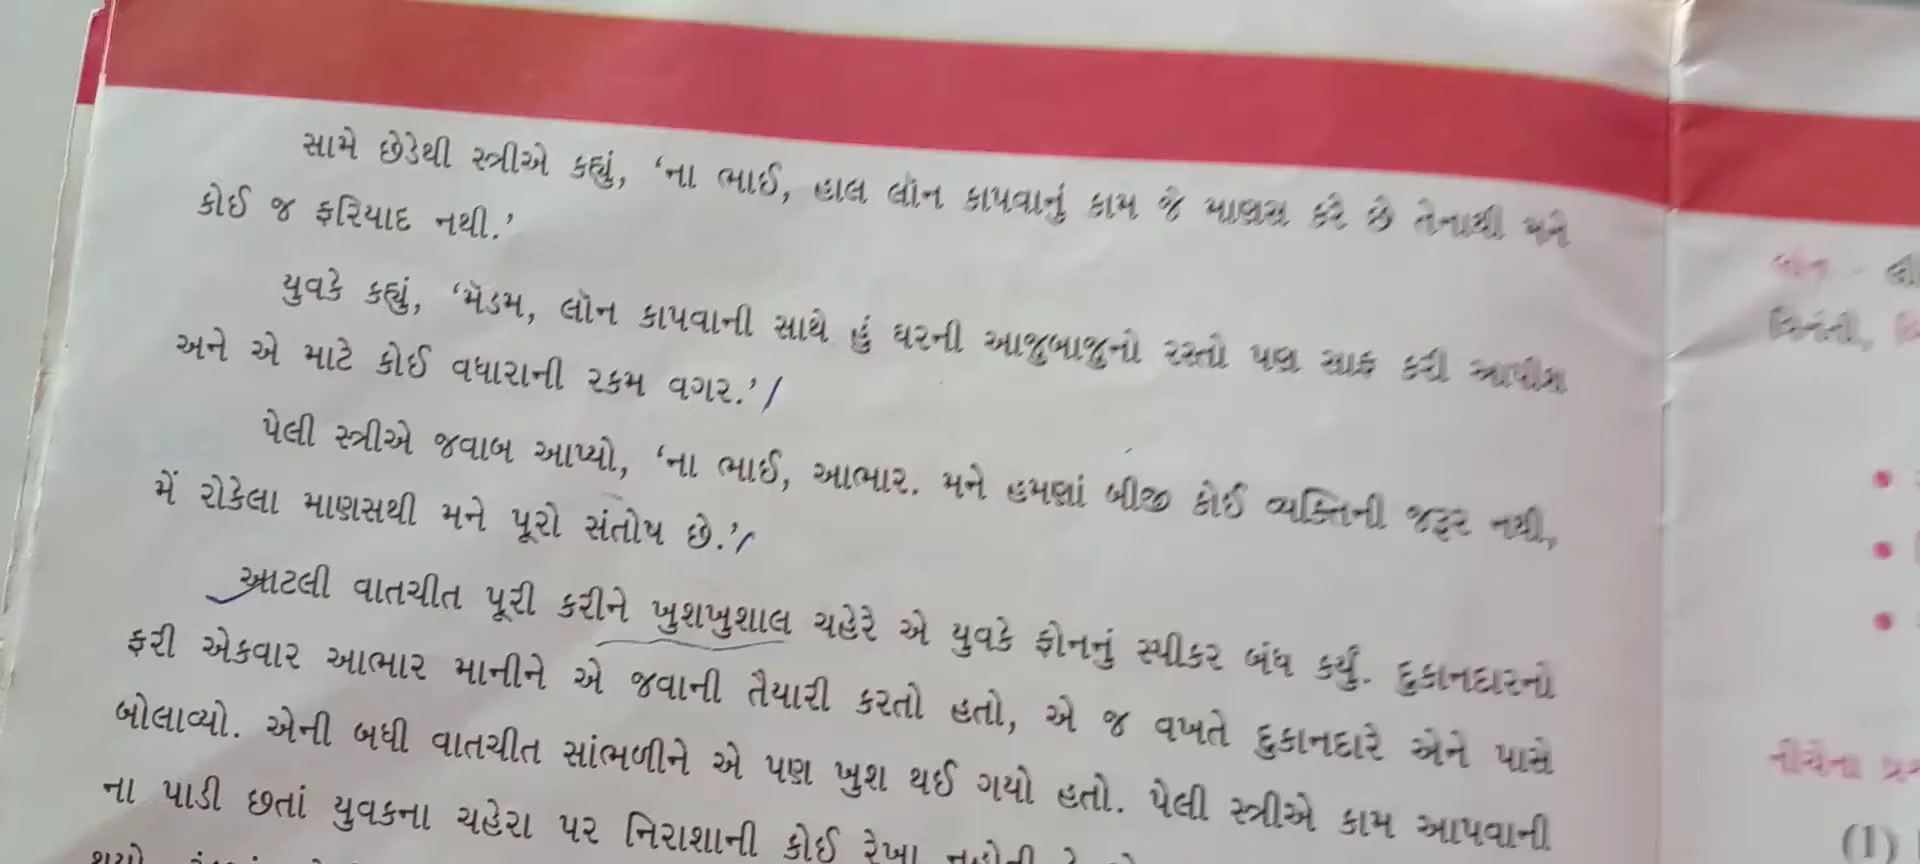 સામે છેડેથી સ્ત્રીએ કહ્યું, ‘ના ભાઈ, હાલ લૉન કાપવાનું કામ જે માણસ કરે છે તેનાથી મને
કોઈ જ ફરિયાદ નથી.’
યુવકે કહ્યું, ‘મૅડમ, લૉન કાપવાની સાથે હું ઘરની આજુબાજુનો રસ્તો પણ સાફ કરી આપીશ
અને એ માટે કોઈ વધારાની રકમ વગર.’
પેલી સ્ત્રીએ જવાબ આપ્યો, ‘ના ભાઈ, આભાર. મને હમણાં બીજી કોઈ વ્યક્તિની જરૂર નથી,
મેં રોકેલા માણસથી મને પૂરો સંતોષ છે.’
આટલી વાતચીત પૂરી કરીને ખુશખુશાલ ચહેરે એ યુવકે ફોનનું સ્પીકર બંધ કર્યું. દુકાનદારનો
ફરી એકવાર આભાર માનીને એ જવાની તૈયારી કરતો હતો, એ જ વખતે દુકાનદારે એને પાસે
બોલાવ્યો. એની બધી વાતચીત સાંભળીને એ પણ ખુશ થઈ ગયો હતો. પેલી સ્ત્રીએ કામ આપવાની
ના પાડી છતાં યુવકના ચહેરા પર નિરાશાની કોઈ રેખા
નીચેના
(1)